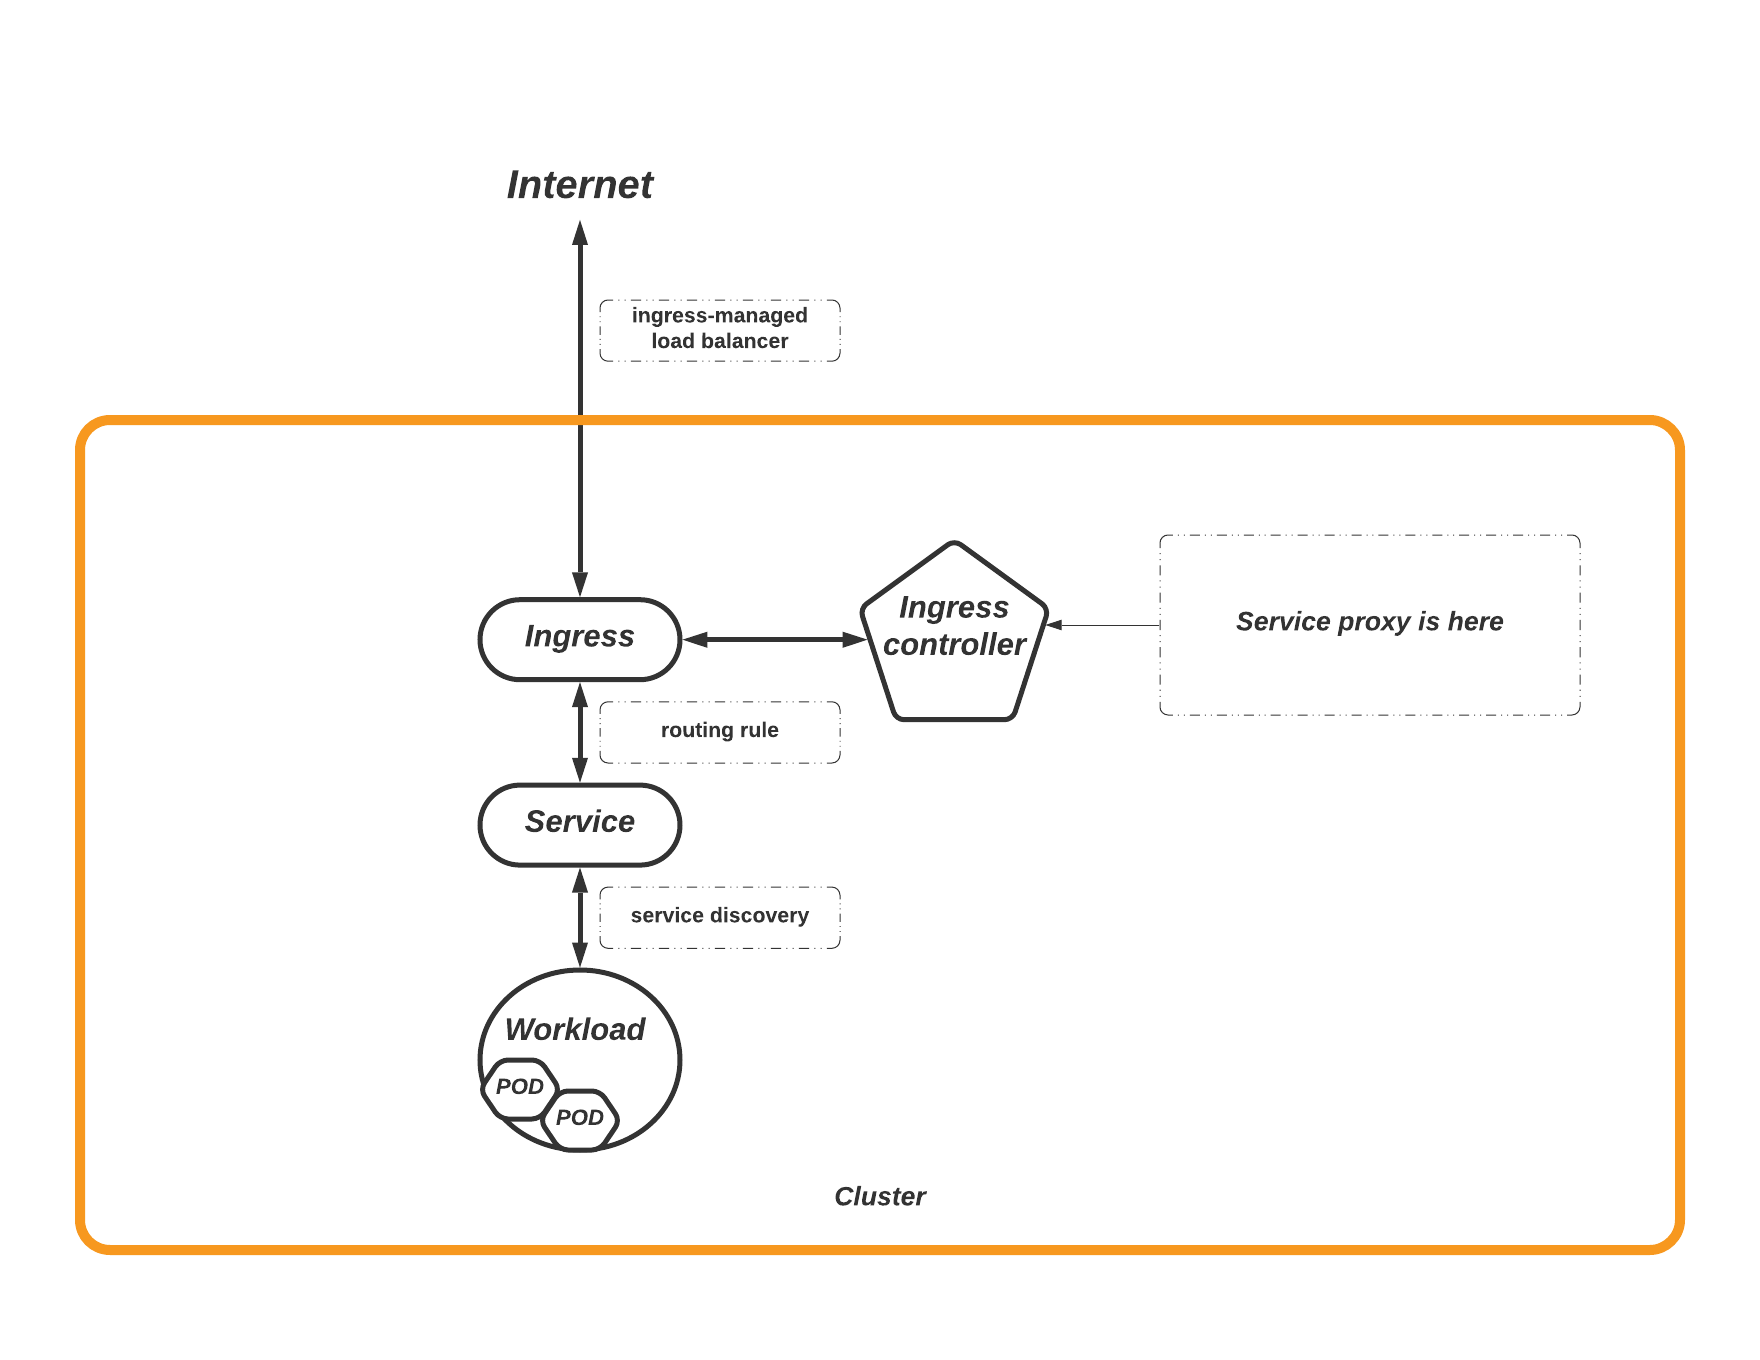 Internet
ingress-managed
load balancer
Ingress
Ingress
controller
Service proxy is here
routing rule
Service
service discovery
Workload
POD
POD
Cluster